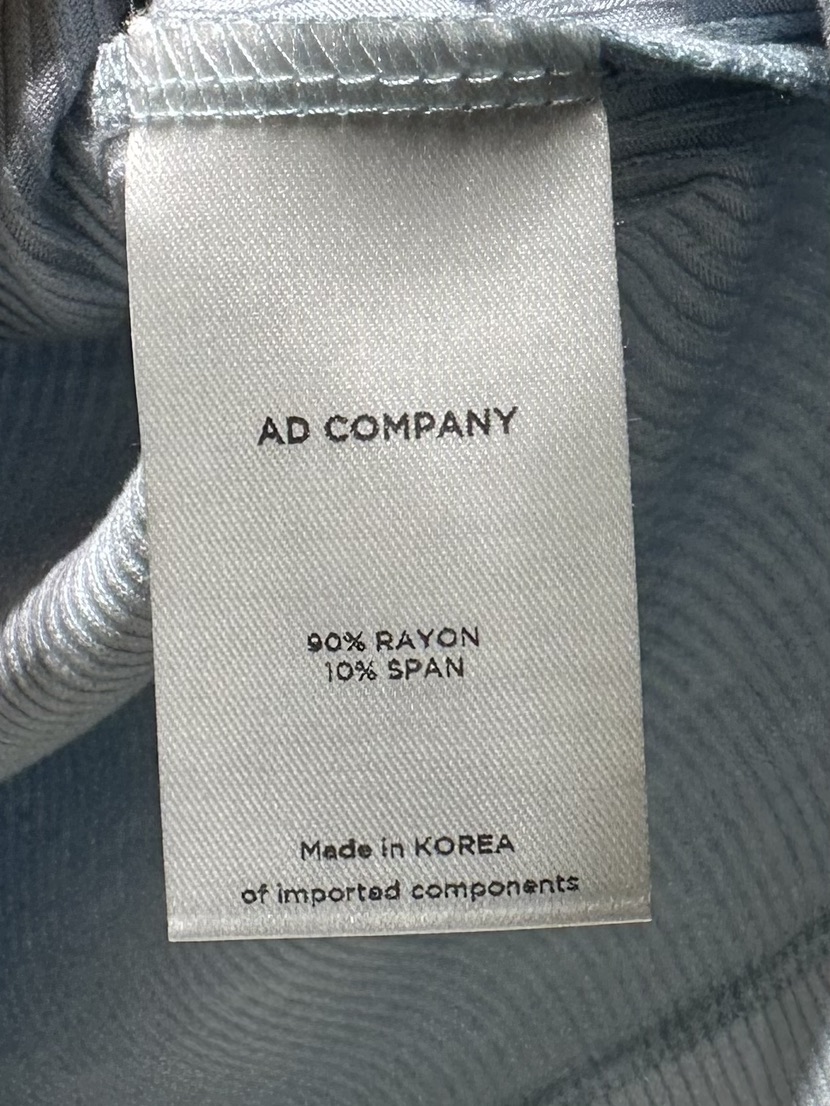 AD COMPANY
90% RAYON
10% SPAN
Made in KOREA
of imported components